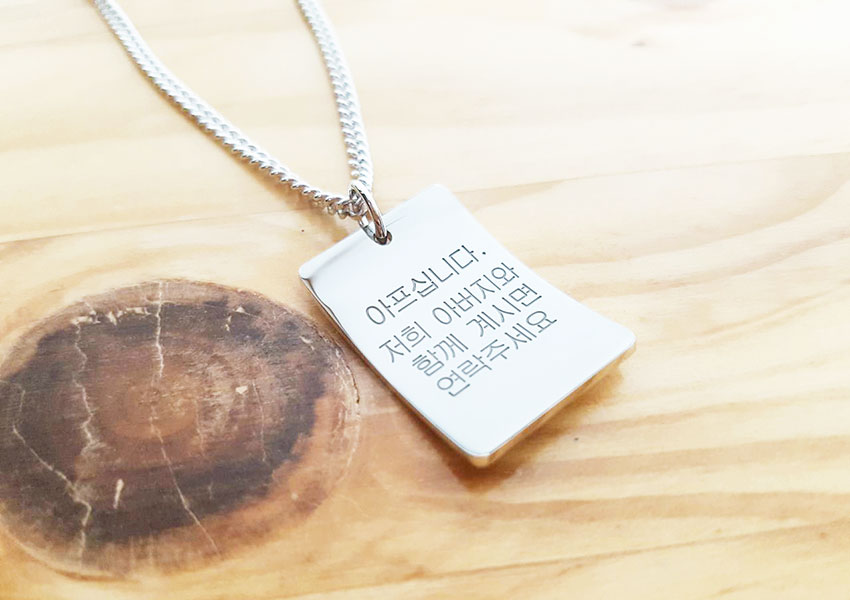 아프십니다.
저희 아버지와
함께 계시면
연락주세요